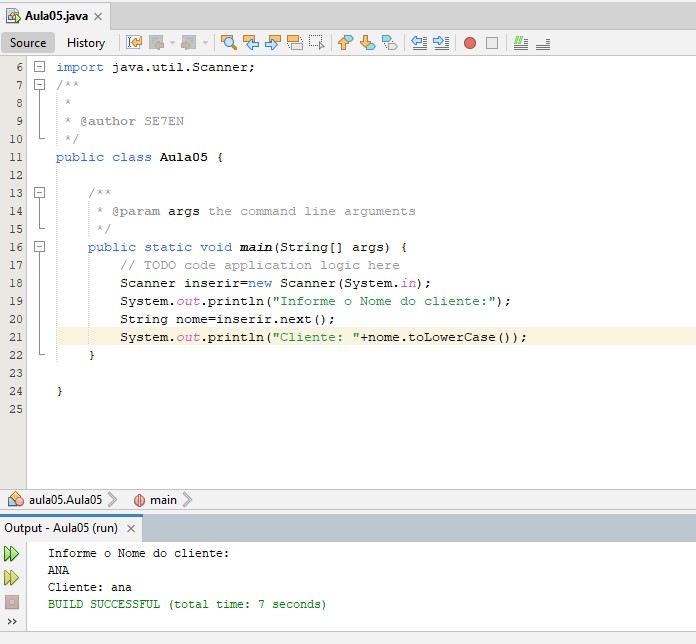 Aula05.java
Source History
6 import java.util.Scanner;
7 /**
8 *
9 * @author SE7EN
10 */
11 public class Aula05 {
12
13 /**
14 * @param args the command line arguments
15 */
16 public static void main(String[] args) {
17 // TODO code application logic here
18 Scanner inserir=new Scanner(System.in);
19 System.out.println("Informe o Nome do cliente:");
20 String nome=inserir.next();
21 System.out.println("Cliente: "+nome.toLowerCase());
22 }
23
24 }
25
aula05.Aula05 main
Output - Aula05 (run)
Informe o Nome do cliente:
ANA
Cliente: ana
BUILD SUCCESSFUL (total time: 7 seconds)